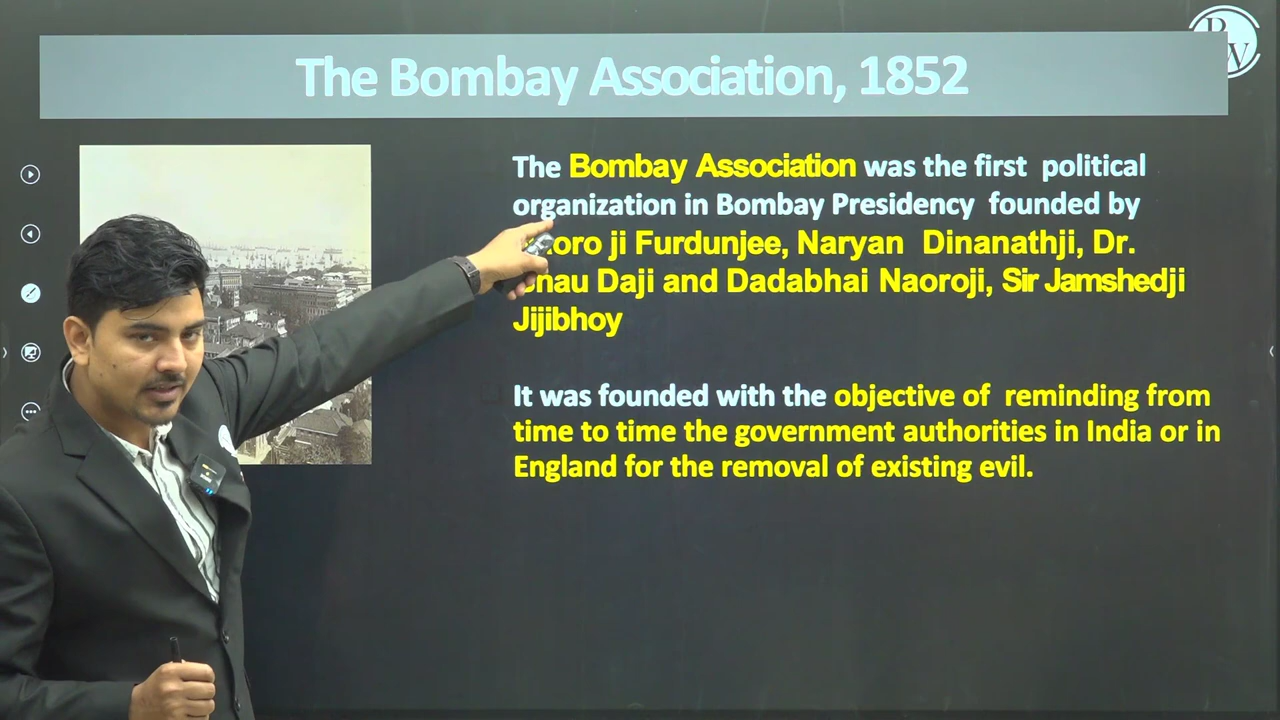 PW
The Bombay Association, 1852
The Bombay Association was the first political
organization in Bombay Presidency founded by
ji Furdunjee, Naryan Dinanathji, Dr.
Daji and Dadabhai Naoroji, Sir Jamshedji
Jijibhoy
It was founded with the objective of reminding from
time to time the government authorities in India or in
England for the removal of existing evil.